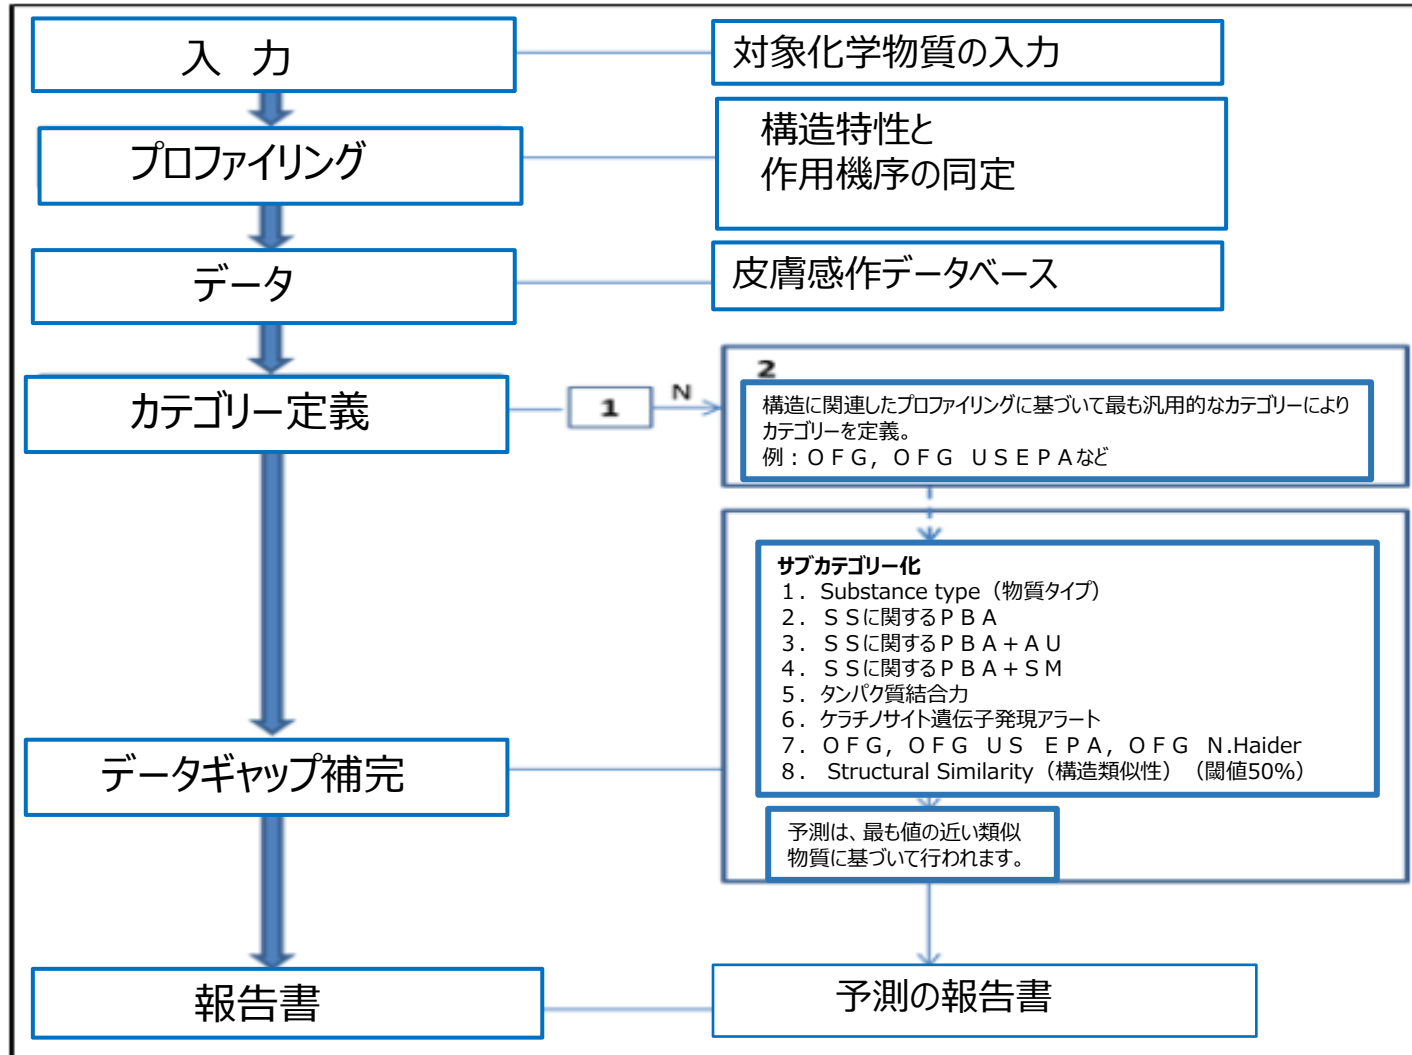 入 力
対象化学物質の入力
プロファイリング
構造特性と
作用機序の同定
データ
皮膚感作データベース
カテゴリー定義
1
N
2
構造に関連したプロファイリングに基づいて最も汎用的なカテゴリーにより
カテゴリーを定義。
例：ＯＦＧ，ＯＦＧ ＵＳＥＰＡなど
サブカテゴリー化
１．Substance type（物質タイプ）
２．ＳＳに関するＰＢＡ
３．ＳＳに関するＰＢＡ＋ＡＵ
４．ＳＳに関するＰＢＡ＋ＳＭ
５．タンパク質結合力
６．ケラチノサイト遺伝子発現アラート
７．ＯＦＧ，ＯＦＧ ＵＳ ＥＰＡ，ＯＦＧ Ｎ.Haider
８． Structural Similarity（構造類似性）（閾値50%）
データギャップ補完
予測は、最も値の近い類似
物質に基づいて行われます。
報告書
予測の報告書